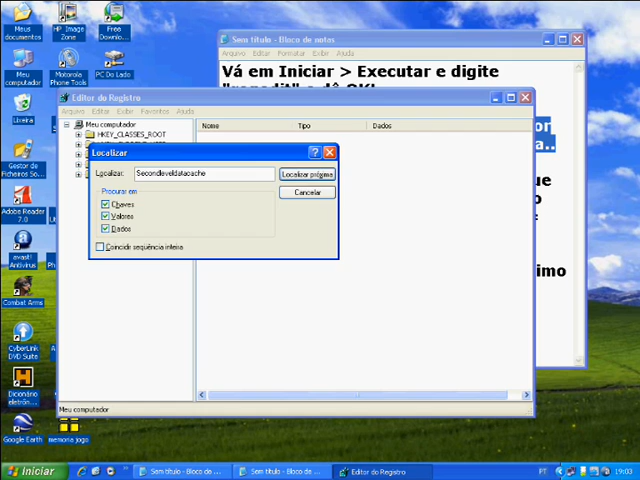 Meus documentos
HP Image Zone
Free Downlo...
Meu computador
Motorola Phone Tools
PC Do Lado
Lixeira
Gestor de Ficheiros So...
Adobe Reader 7.0
avast! Antivirus
Combat Arms
CyberLink DVD Suite
Dicionário eletrôn...
Google Earth
memoria jogo
Sem título - Bloco de notas
Arquivo Editar Formatar Exibir Ajuda
Vá em Iniciar > Executar e digite
Editor do Registro
Arquivo Editar Exibir Favoritos Ajuda
Meu computador
HKEY_CLASSES_ROOT
Nome Tipo Dados
Localizar
Localizar: Secondleveldatacache
Localizar próxima
Cancelar
Procurar em
Chaves
Valores
Dados
Coincidir seqüência inteira
Meu computador
Iniciar
Sem título - Bloco de ...
Sem título - Bloco de ...
Editor do Registro
PT
19:03